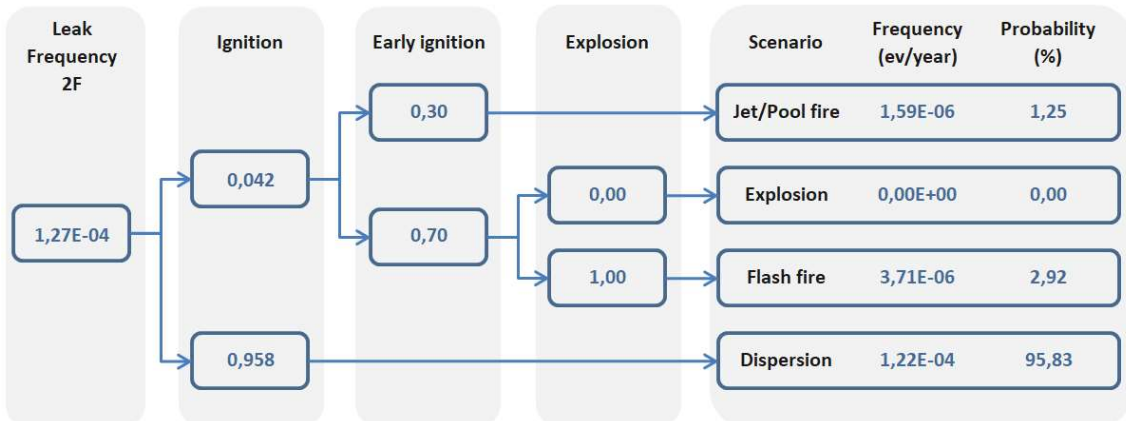 Leak
Frequency
2F
Ignition
Early ignition
Explosion
Scenario
Frequency
(ev/year)
Probability
(%)
0,30
Jet/Pool fire 1,59E-06 1,25
0,042
0,00
Explosion 0,00E+00 0,00
1,27E-04
0,70
1,00
Flash fire 3,71E-06 2,92
0,958
Dispersion 1,22E-04 95,83